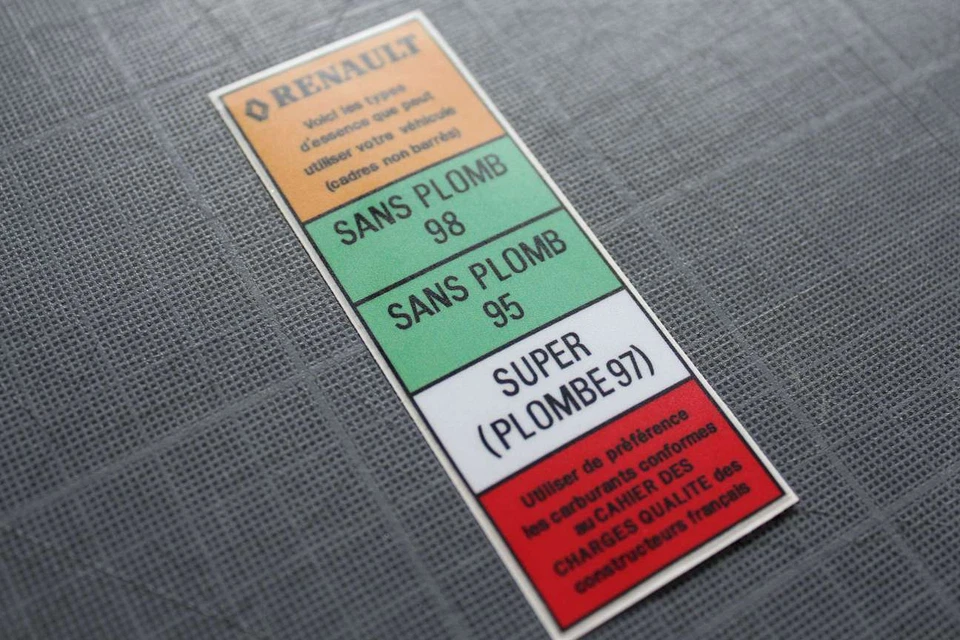 RENAULT
Voici les types
d'essence que peut
utiliser votre véhicule
(cadres non barrés)
SANS PLOMB
98
SANS PLOMB
95
SUPER
(PLOMBE 97)
Utiliser de préférence
les carburants conformes
au CAHIER DES
CHARGES QUALITE des
constructeurs français